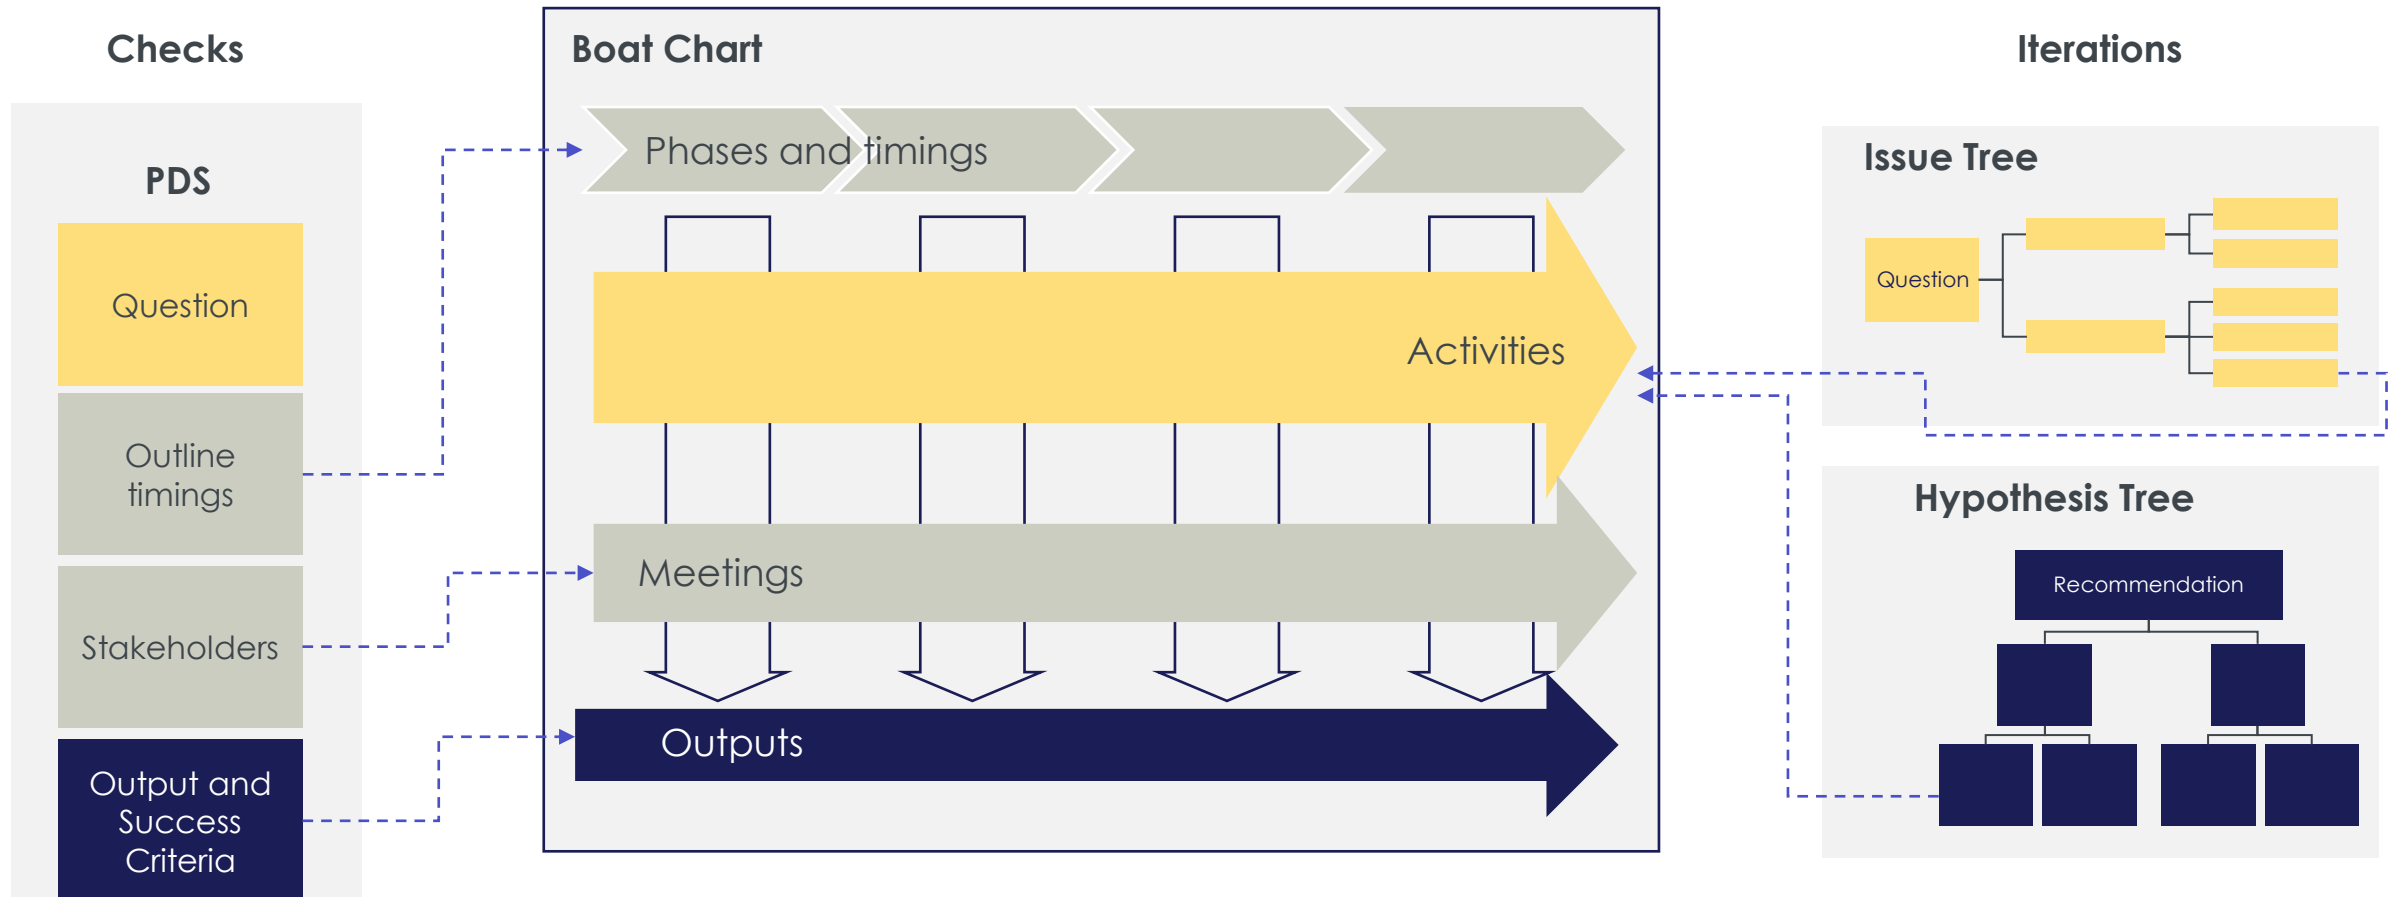 Checks
PDS
Question
Outline
timings
Stakeholders
Output and
Success
Criteria
Boat Chart
Phases and timings
Activities
Meetings
Outputs
Iterations
Issue Tree
Question
Hypothesis Tree
Recommendation